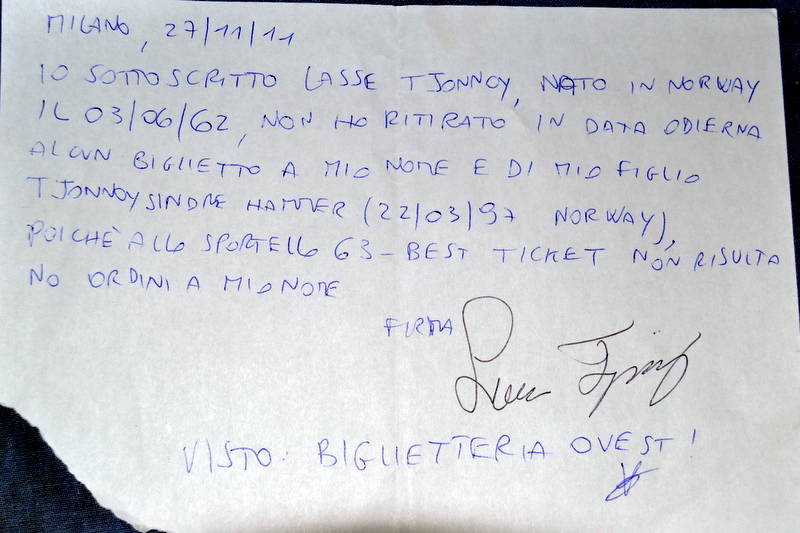 MILANO, 27/11/11
IO SOTTOSCRITTO LASSE TJONNOY, NATO IN NORWAY
IL 03/06/62, NON HO RITIRATO IN DATA ODIERNA
ALCUN BIGLIETTO A MIO NOME E DI MIO FIGLIO
TJONNOY SINDRE HAMMER (22/03/97 NORWAY),
POICHÈ ALLO SPORTELLO 63 - BEST TICKET NON RISULTA
NO ORDINI A MIO NOME
FIRMA
VISTO: BIGLIETTERIA OVEST!